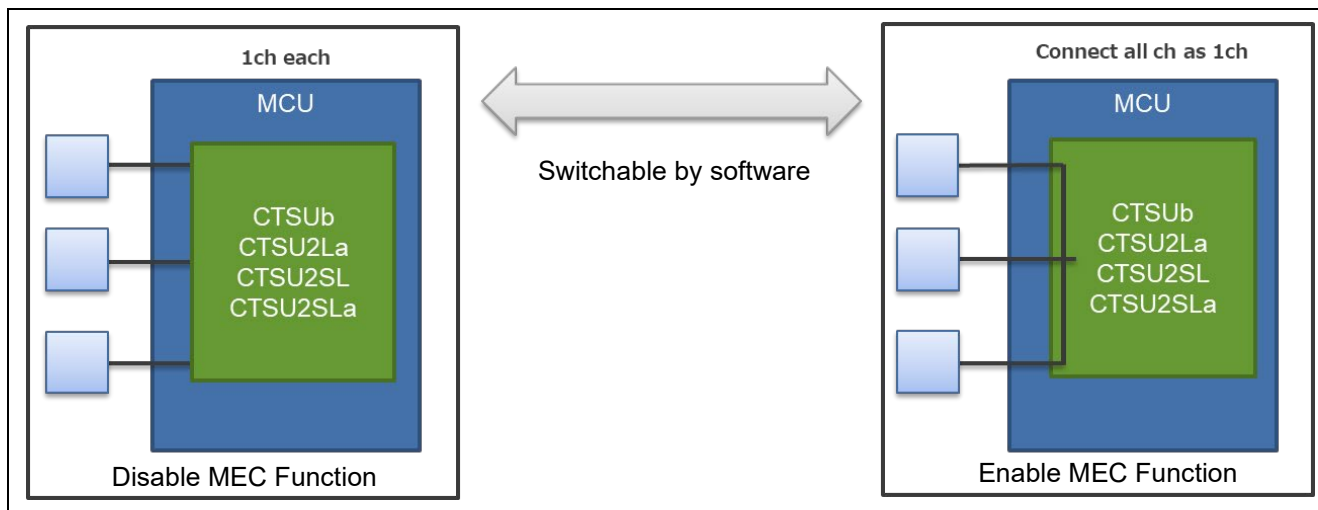 1ch each
MCU
CTSUb
CTSU2La
CTSU2SL
CTSU2SLa
Disable MEC Function
Switchable by software
Connect all ch as 1ch
MCU
CTSUb
CTSU2La
CTSU2SL
CTSU2SLa
Enable MEC Function